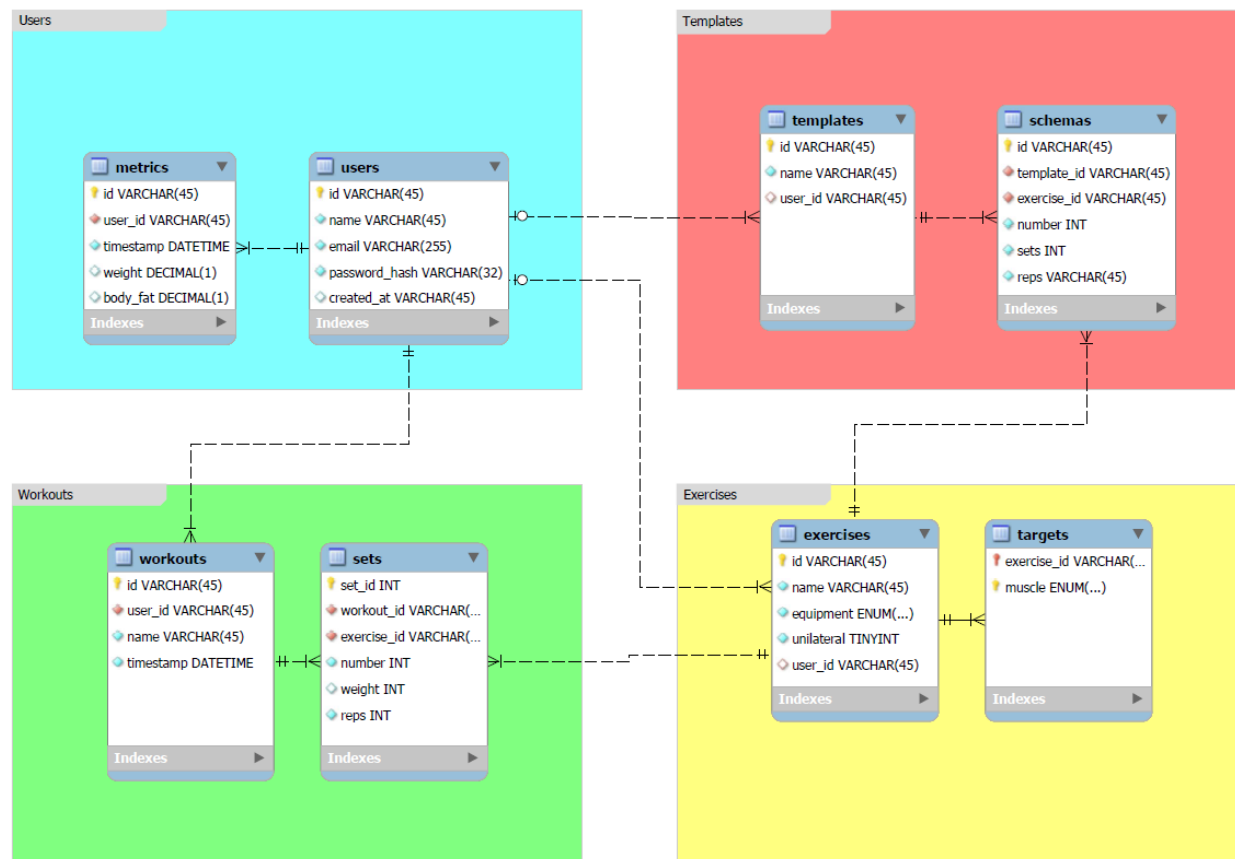 Users
metrics
id VARCHAR(45)
user_id VARCHAR(45)
timestamp DATETIME
weight DECIMAL(1)
body_fat DECIMAL(1)
Indexes
users
id VARCHAR(45)
name VARCHAR(45)
email VARCHAR(255)
password_hash VARCHAR(32)
created_at VARCHAR(45)
Indexes
Templates
templates
id VARCHAR(45)
name VARCHAR(45)
user_id VARCHAR(45)
Indexes
schemas
id VARCHAR(45)
template_id VARCHAR(45)
exercise_id VARCHAR(45)
number INT
sets INT
reps VARCHAR(45)
Indexes
Workouts
workouts
id VARCHAR(45)
user_id VARCHAR(45)
name VARCHAR(45)
timestamp DATETIME
Indexes
sets
set_id INT
workout_id VARCHAR(...
exercise_id VARCHAR(...
number INT
weight INT
reps INT
Indexes
Exercises
exercises
id VARCHAR(45)
name VARCHAR(45)
equipment ENUM(...)
unilateral TINYINT
user_id VARCHAR(45)
Indexes
targets
exercise_id VARCHAR(...
muscle ENUM(...)
Indexes